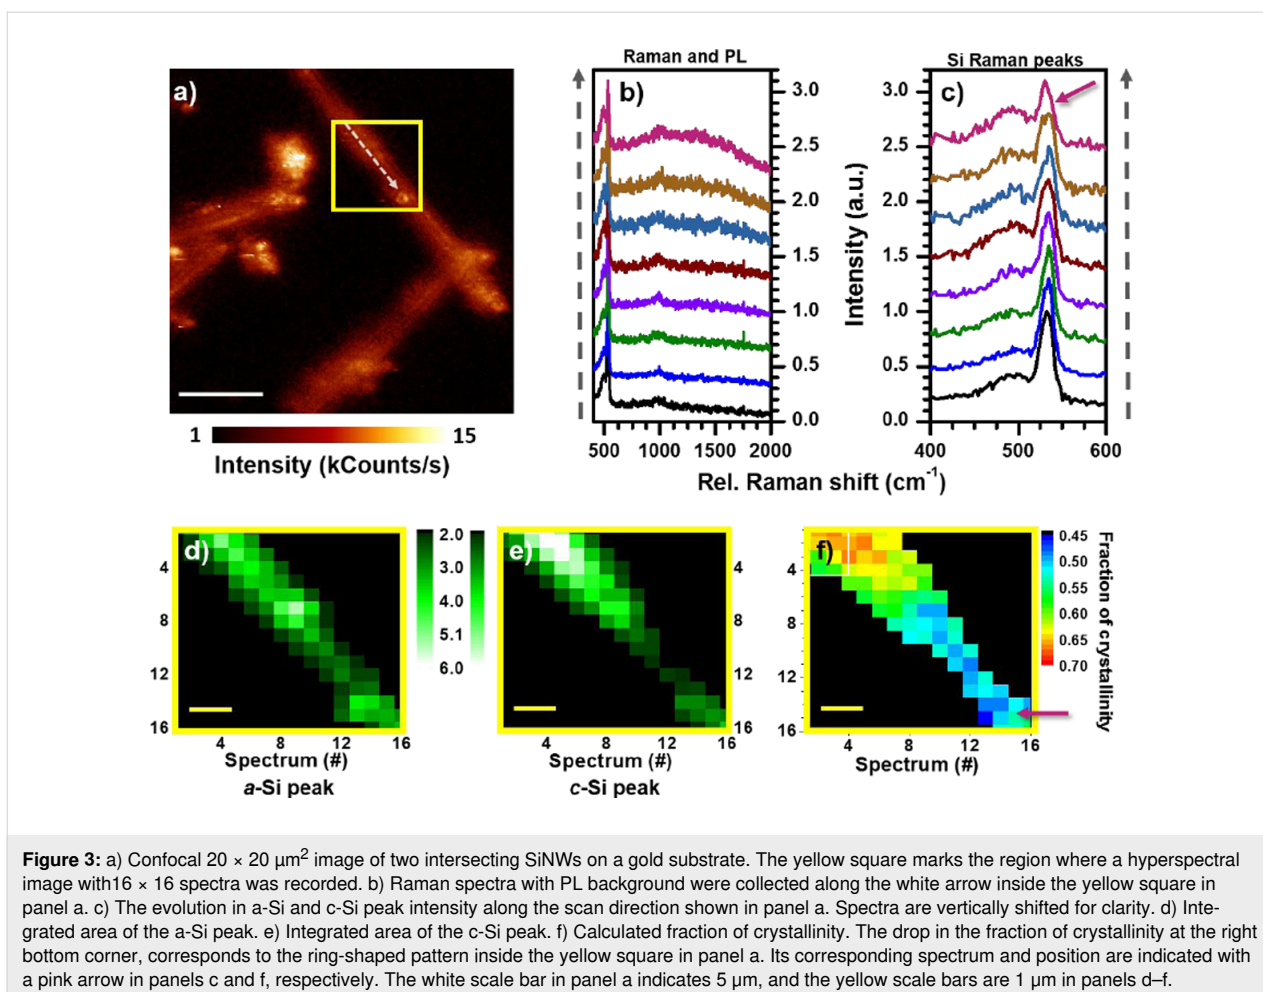 a)
1
15
Intensity (kCounts/s)
Raman and PL
b)
3.0
2.5
2.0
1.5
1.0
0.5
0.0
500 1000 1500 2000
Si Raman peaks
c)
Intensity (a.u.)
3.0
2.5
2.0
1.5
1.0
0.5
0.0
400 500 600
Rel. Raman shift (cm-1)
d)
4
8
12
16
4 8 12 16
Spectrum (#)
a-Si peak
2.0
3.0
4.0
5.1
6.0
e)
4
8
12
16
4 8 12 16
Spectrum (#)
c-Si peak
f)
4
8
12
16
4 8 12 16
Spectrum (#)
0.45
0.50
0.55
0.60
0.65
0.70
Fraction of crystallinity
Figure 3: a) Confocal 20 × 20 µm2 image of two intersecting SiNWs on a gold substrate. The yellow square marks the region where a hyperspectral
image with16 × 16 spectra was recorded. b) Raman spectra with PL background were collected along the white arrow inside the yellow square in
panel a. c) The evolution in a-Si and c-Si peak intensity along the scan direction shown in panel a. Spectra are vertically shifted for clarity. d) Inte-
grated area of the a-Si peak. e) Integrated area of the c-Si peak. f) Calculated fraction of crystallinity. The drop in the fraction of crystallinity at the right
bottom corner, corresponds to the ring-shaped pattern inside the yellow square in panel a. Its corresponding spectrum and position are indicated with
a pink arrow in panels c and f, respectively. The white scale bar in panel a indicates 5 µm, and the yellow scale bars are 1 µm in panels d–f.